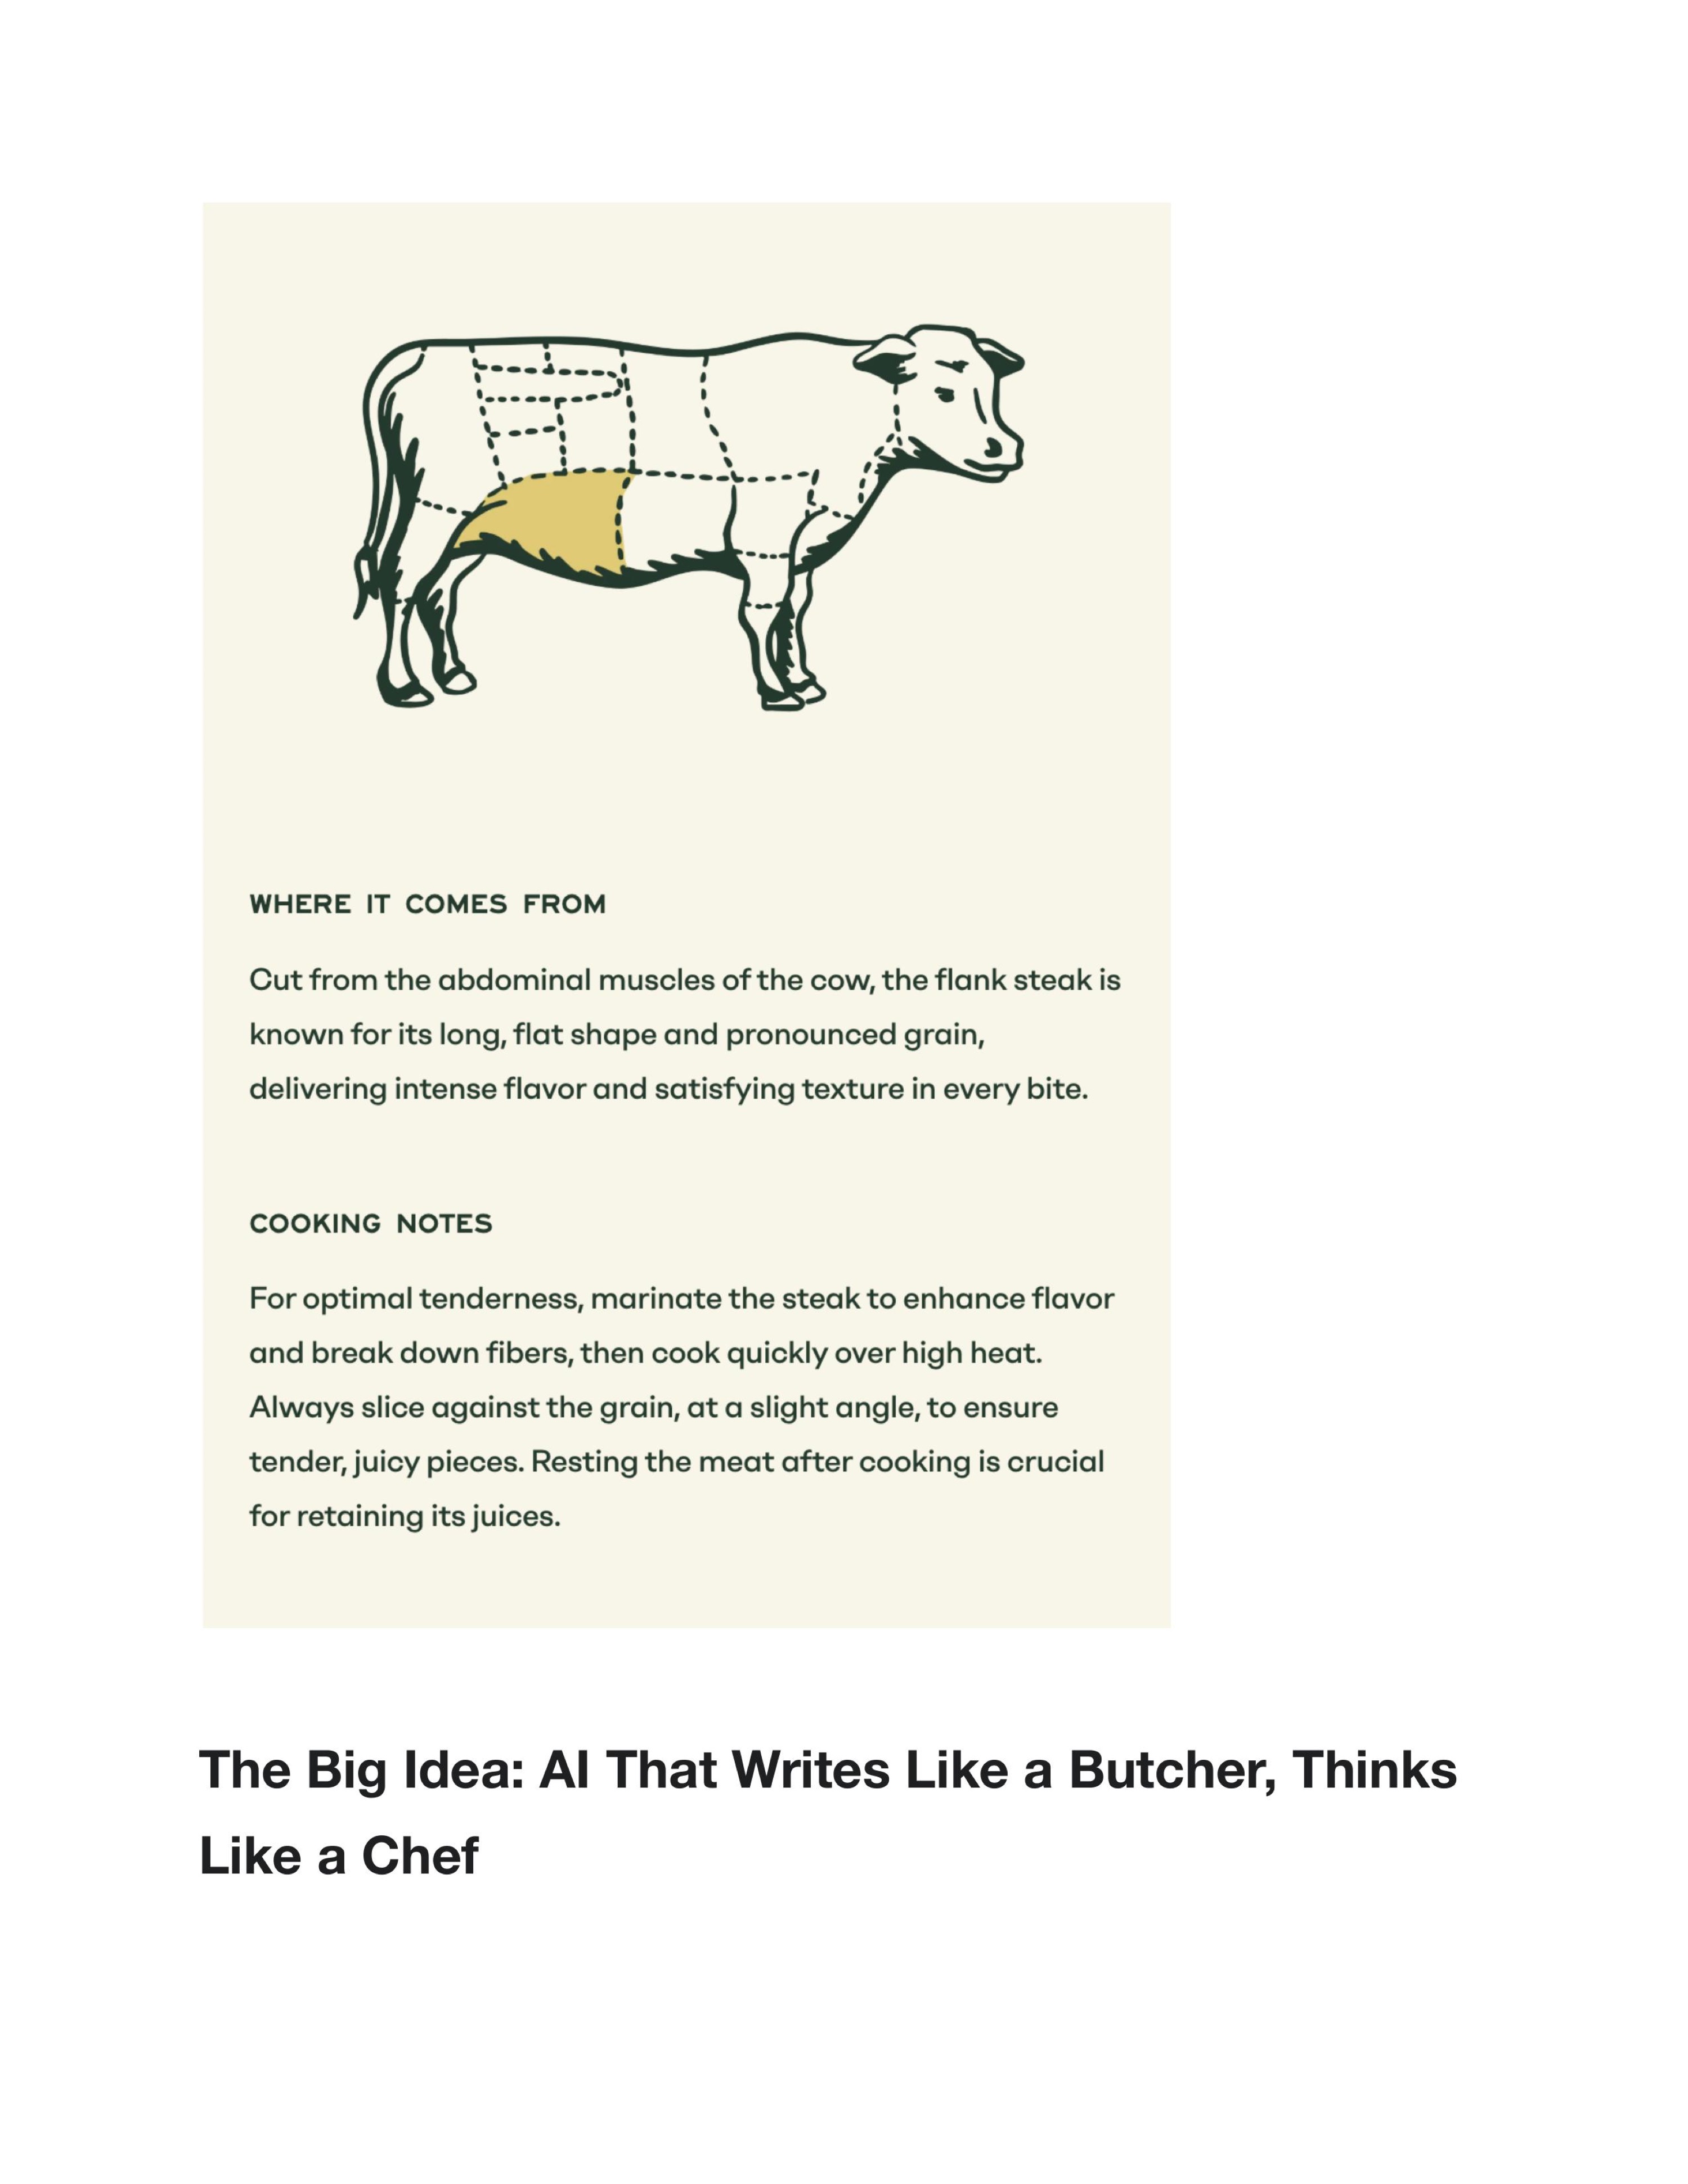 WHERE IT COMES FROM
Cut from the abdominal muscles of the cow, the flank steak is
known for its long, flat shape and pronounced grain,
delivering intense flavor and satisfying texture in every bite.
COOKING NOTES
For optimal tenderness, marinate the steak to enhance flavor
and break down fibers, then cook quickly over high heat.
Always slice against the grain, at a slight angle, to ensure
tender, juicy pieces. Resting the meat after cooking is crucial
for retaining its juices.
The Big Idea: AI That Writes Like a Butcher, Thinks
Like a Chef